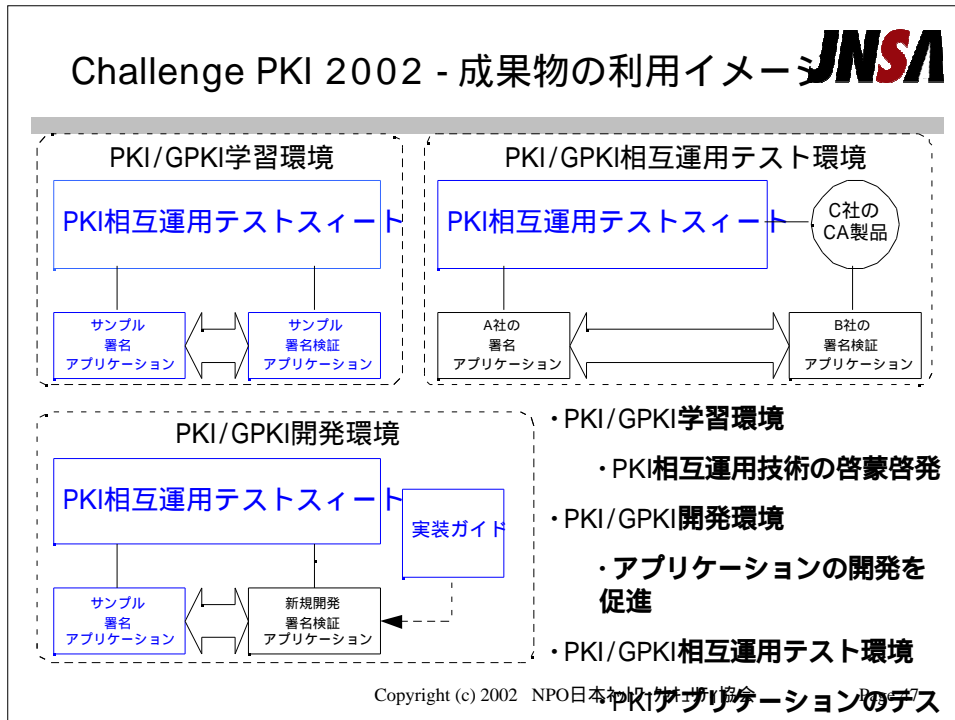 Challenge PKI 2002 - 成果物の利用イメージ
JNSA
PKI/GPKI学習環境
PKI相互運用テストスィート
サンプル
署名
アプリケーション
サンプル
署名検証
アプリケーション
PKI/GPKI相互運用テスト環境
PKI相互運用テストスィート
C社の
CA製品
A社の
署名
アプリケーション
B社の
署名検証
アプリケーション
PKI/GPKI開発環境
PKI相互運用テストスィート
実装ガイド
サンプル
署名
アプリケーション
新規開発
署名検証
アプリケーション
・PKI/GPKI学習環境
・PKI相互運用技術の啓蒙啓発
・PKI/GPKI開発環境
・アプリケーションの開発を
促進
・PKI/GPKI相互運用テスト環境
・PKIアプリケーションのテス
Copyright (c) 2002 NPO日本ﾈｯﾄﾜｰｸｾｷｭﾘﾃｨ協会
Page 47